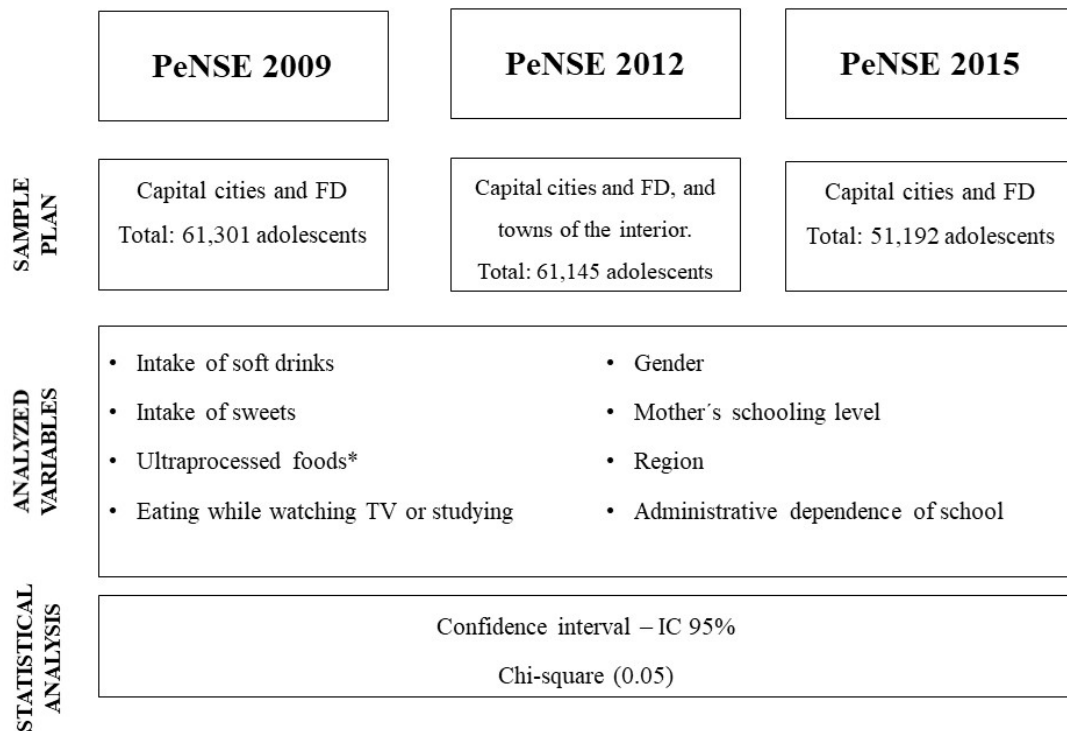 PeNSE 2009
PeNSE 2012
PeNSE 2015
SAMPLE
PLAN
Capital cities and FD
Total: 61,301 adolescents
Capital cities and FD, and
towns of the interior.
Total: 61,145 adolescents
Capital cities and FD
Total: 51,192 adolescents
ANALYZED
VARIABLES
• Intake of soft drinks
• Intake of sweets
• Ultraprocessed foods*
• Eating while watching TV or studying
• Gender
• Mother´s schooling level
• Region
• Administrative dependence of school
STATISTICAL
ANALYSIS
Confidence interval – IC 95%
Chi-square (0.05)